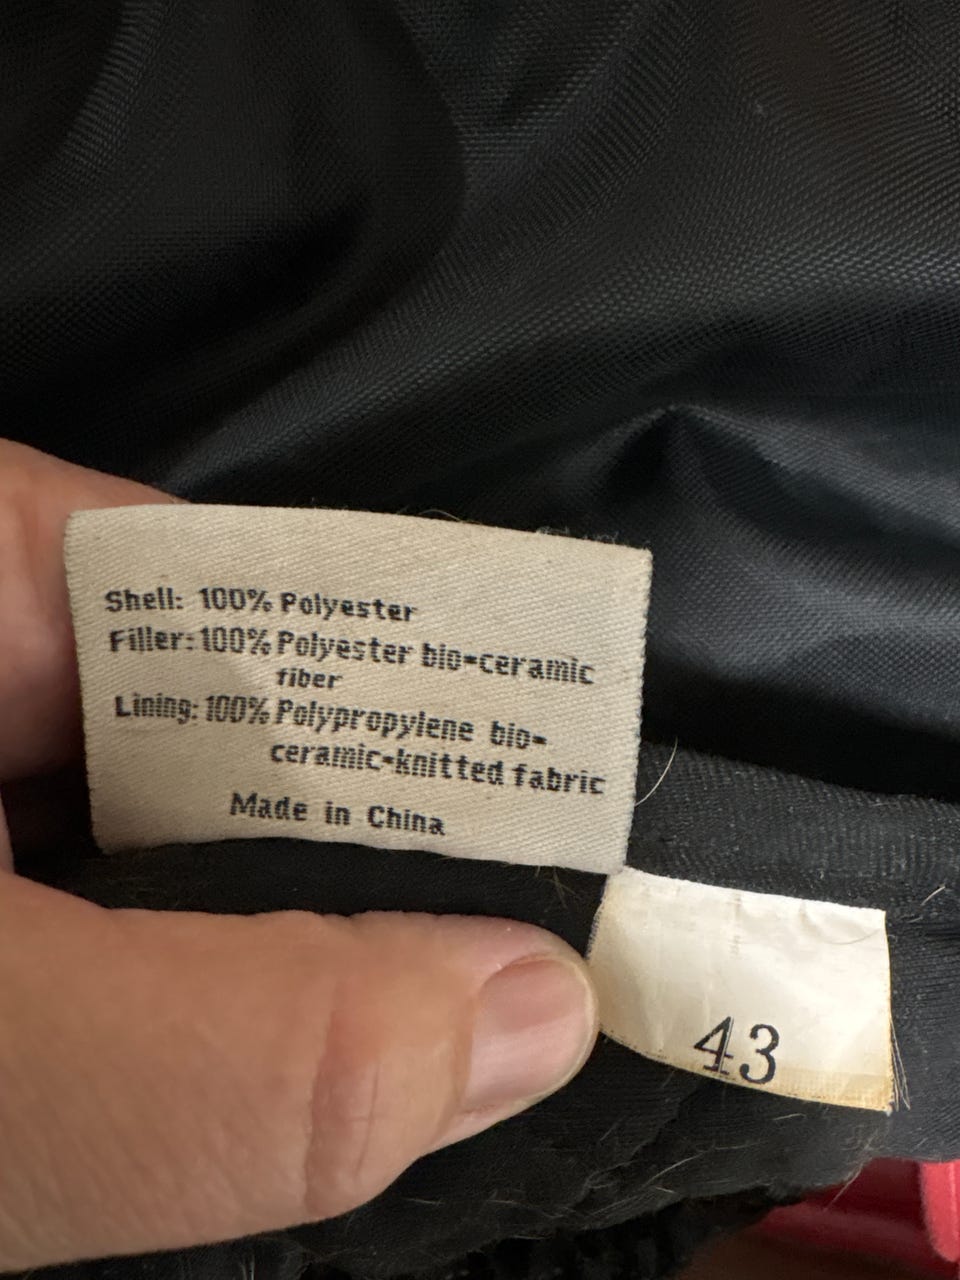 Shell: 100% Polyester
Filler: 100% Polyester bio-ceramic
fiber
Lining: 100% Polypropylene bio-
ceramic-knitted fabric
Made in China
43